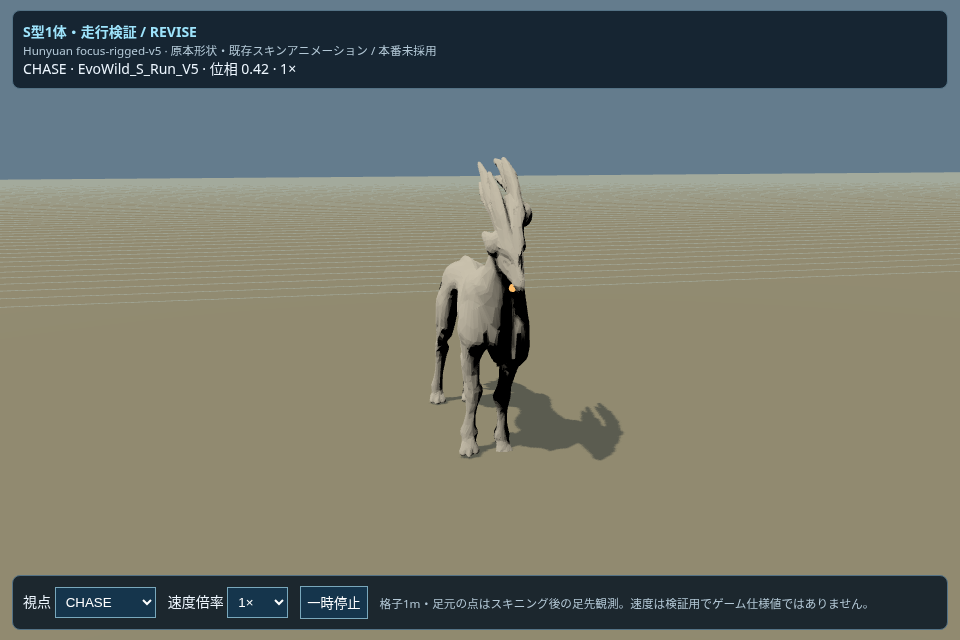 S型1体・走行検証 / REVISE
Hunyuan focus-rigged-v5 · 原本形状・既存スキンアニメーション / 本番未採用
CHASE · EvoWild_S_Run_V5 · 位相 0.42 · 1×
視点 CHASE 速度倍率 1× 一時停止 格子1m・足元の点はスキニング後の足先観測。速度は検証用でゲーム仕様値ではありません。